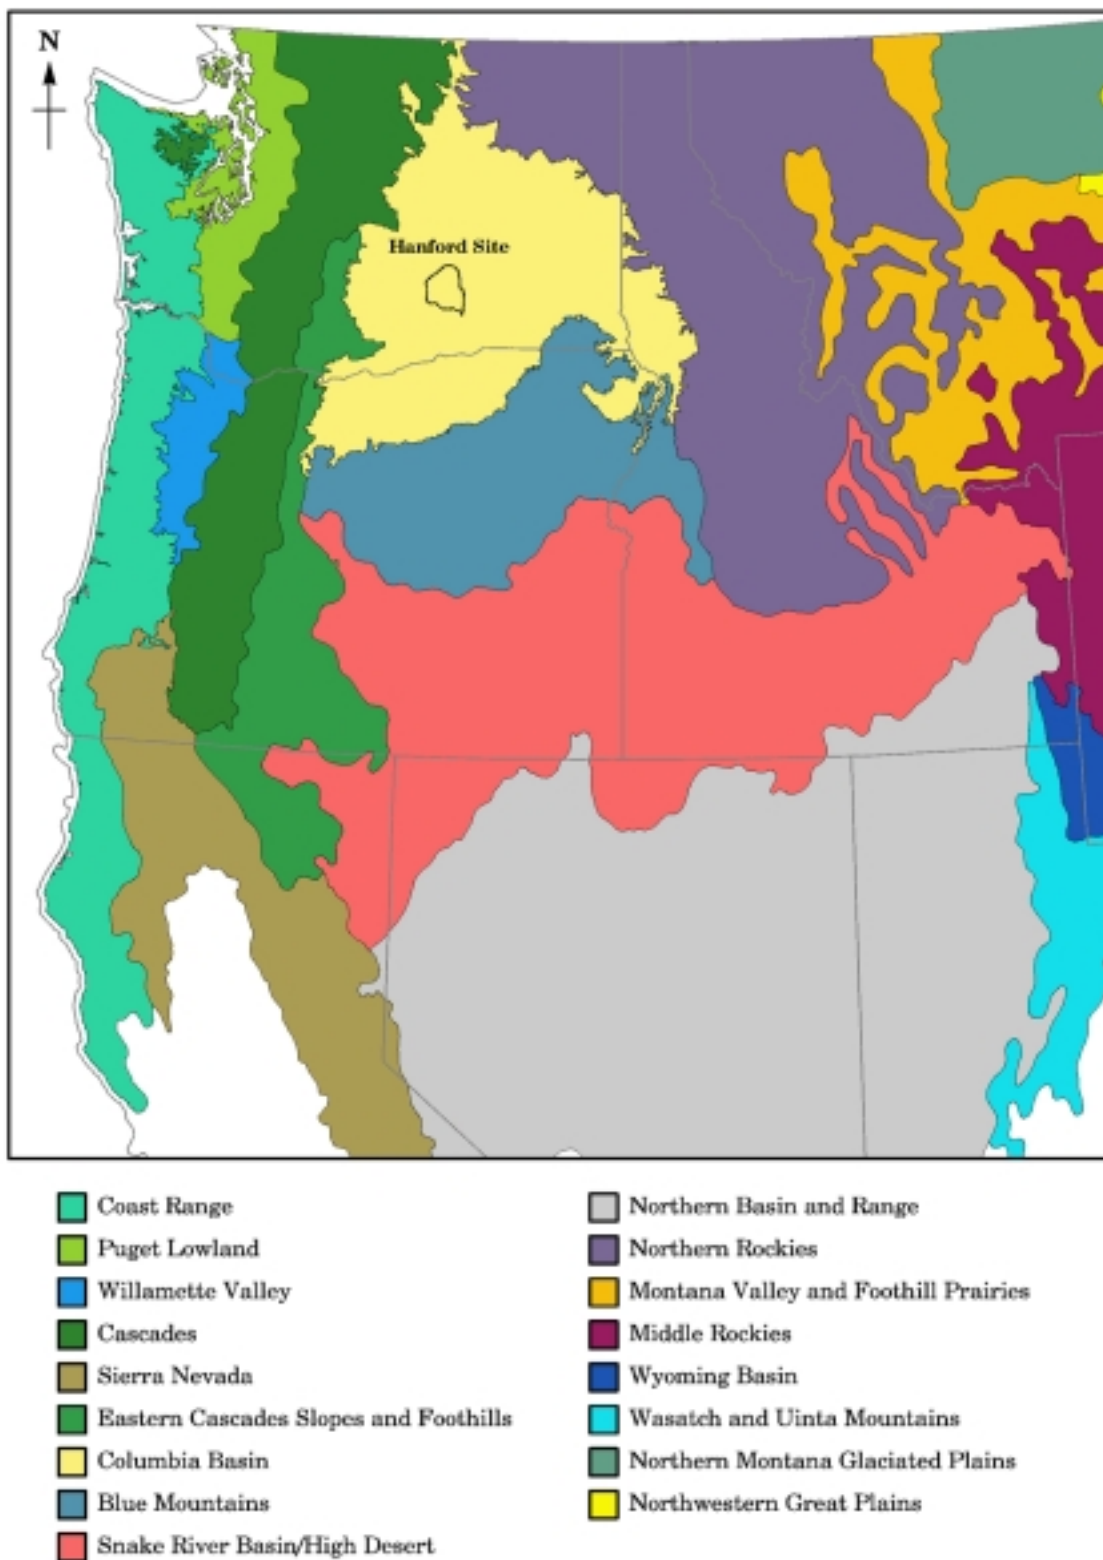 N
Hanford Site
Coast Range
Puget Lowland
Willamette Valley
Cascades
Sierra Nevada
Eastern Cascades Slopes and Foothills
Columbia Basin
Blue Mountains
Snake River Basin/High Desert
Northern Basin and Range
Northern Rockies
Montana Valley and Foothill Prairies
Middle Rockies
Wyoming Basin
Wasatch and Uinta Mountains
Northern Montana Glaciated Plains
Northwestern Great Plains